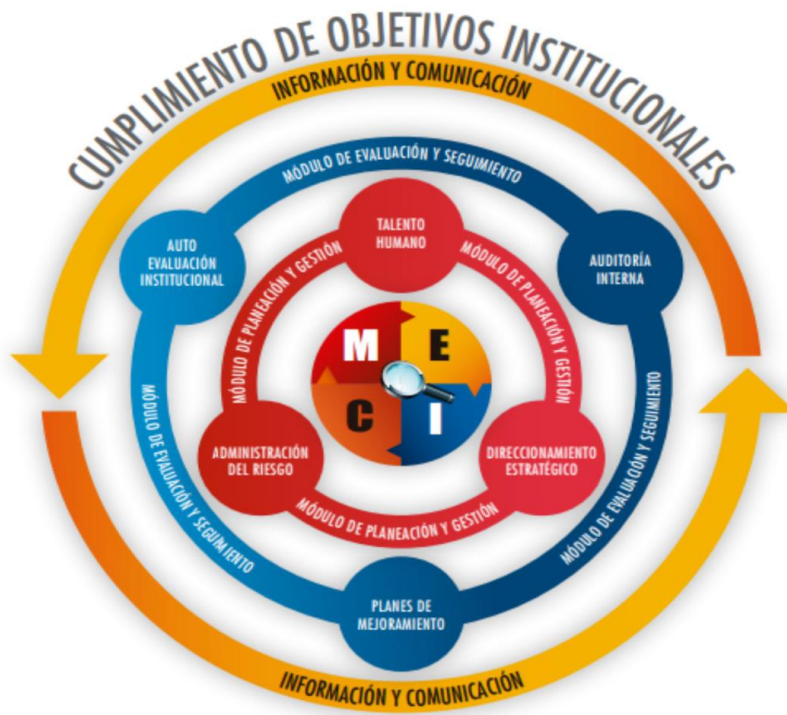 CUMPLIMIENTO DE OBJETIVOS INSTITUCIONALES
INFORMACIÓN Y COMUNICACIÓN
MÓDULO DE EVALUACIÓN Y SEGUIMIENTO
TALENTO
HUMANO
AUTO
EVALUACIÓN
INSTITUCIONAL
AUDITORÍA
INTERNA
MÓDULO DE PLANEACIÓN Y GESTIÓN
MÓDULO DE PLANEACIÓN Y GESTIÓN
M E
C I
ADMINISTRACIÓN
DEL RIESGO
DIRECCIONAMIENTO
ESTRATÉGICO
MÓDULO DE EVALUACIÓN Y SEGUIMIENTO
MÓDULO DE EVALUACIÓN Y SEGUIMIENTO
MÓDULO DE PLANEACIÓN Y GESTIÓN
PLANES DE
MEJORAMIENTO
INFORMACIÓN Y COMUNICACIÓN